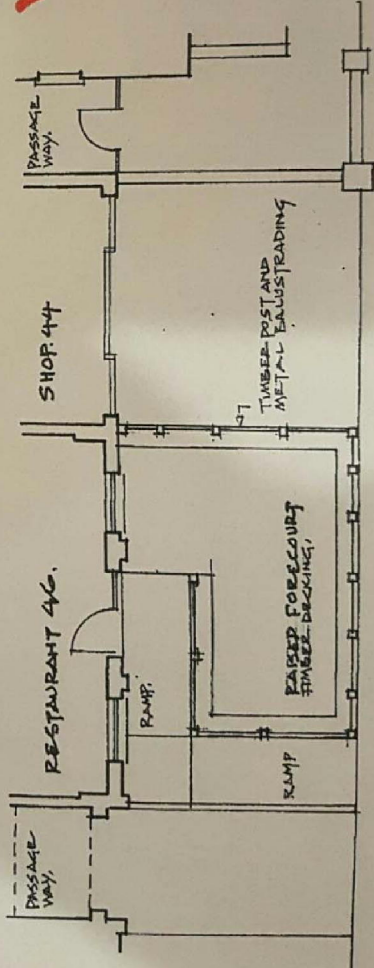 PASSAGE
WAY.
RESTAURANT 46.
SHOP. 44
PASSAGE
WAY.
RAMP.
RAMP
RAISED FORECOURT
TIMBER DECKING.
TIMBER POST AND
METAL BALUSTRADING